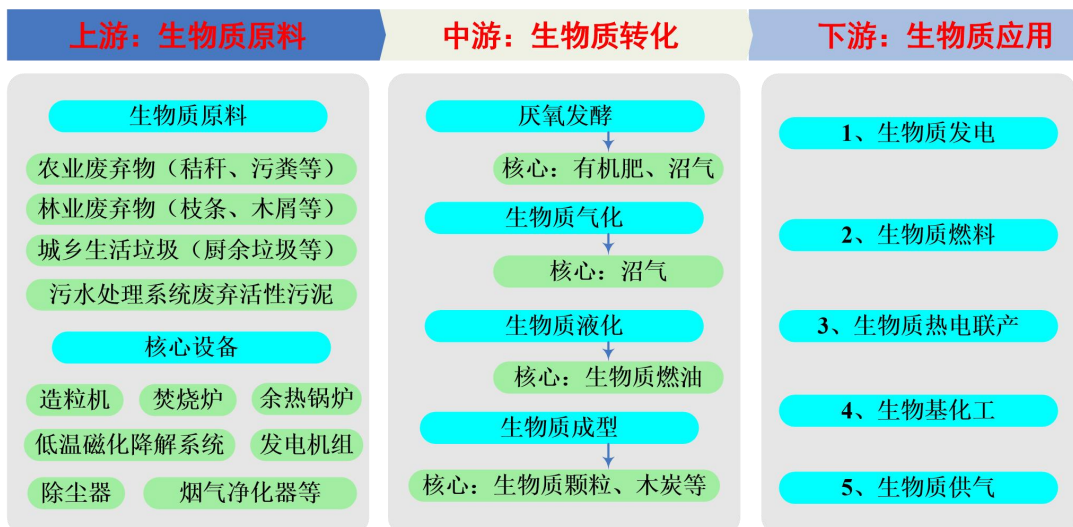 上游：生物质原料
中游：生物质转化
下游：生物质应用
生物质原料
农业废弃物（秸秆、污粪等）
林业废弃物（枝条、木屑等）
城乡生活垃圾（厨余垃圾等）
污水处理系统废弃活性污泥
核心设备
造粒机 焚烧炉 余热锅炉
低温磁化降解系统 发电机组
除尘器 烟气净化器等
厌氧发酵
核心：有机肥、沼气
生物质气化
核心：沼气
生物质液化
核心：生物质燃油
生物质成型
核心：生物质颗粒、木炭等
1、生物质发电
2、生物质燃料
3、生物质热电联产
4、生物基化工
5、生物质供气